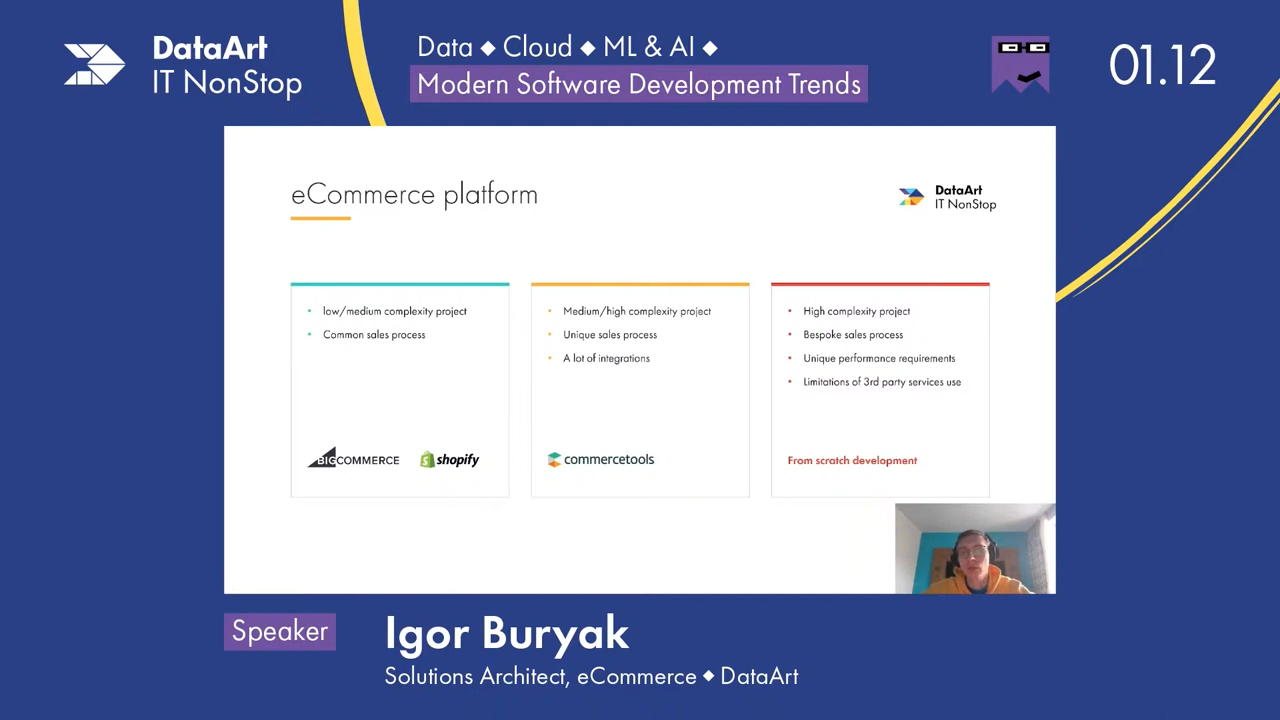 DataArt
IT NonStop
Data ◆ Cloud ◆ ML & AI ◆
Modern Software Development Trends
01.12
eCommerce platform
DataArt
IT NonStop
• low/medium complexity project
• Common sales process
BIGCOMMERCE
shopify
• Medium/high complexity project
• Unique sales process
• A lot of integrations
commercetools
• High complexity project
• Bespoke sales process
• Unique performance requirements
• Limitations of 3rd party services use
From scratch development
Speaker
Igor Buryak
Solutions Architect, eCommerce ◆ DataArt